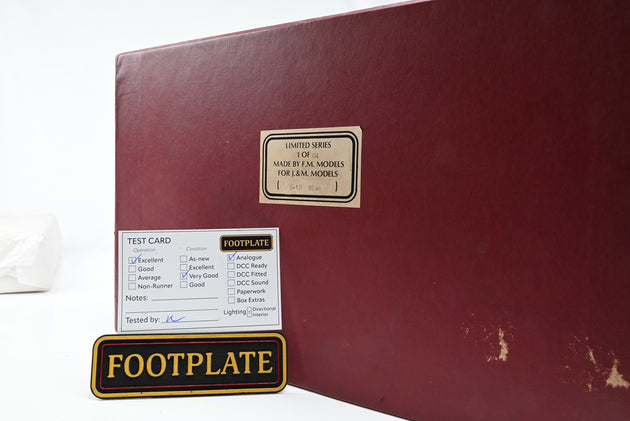 LIMITED SERIES
1 OF
MADE BY F.M. MODELS
FOR J.&M. MODELS
( )
TEST CARD
FOOTPLATE
Operation
Condition
Excellent
Good
Average
Non-Runner
As-new
Excellent
Very Good
Good
Analogue
DCC Ready
DCC Fitted
DCC Sound
Paperwork
Box Extras
Notes:
Lighting
Directional
Interior
Tested by:
FOOTPLATE